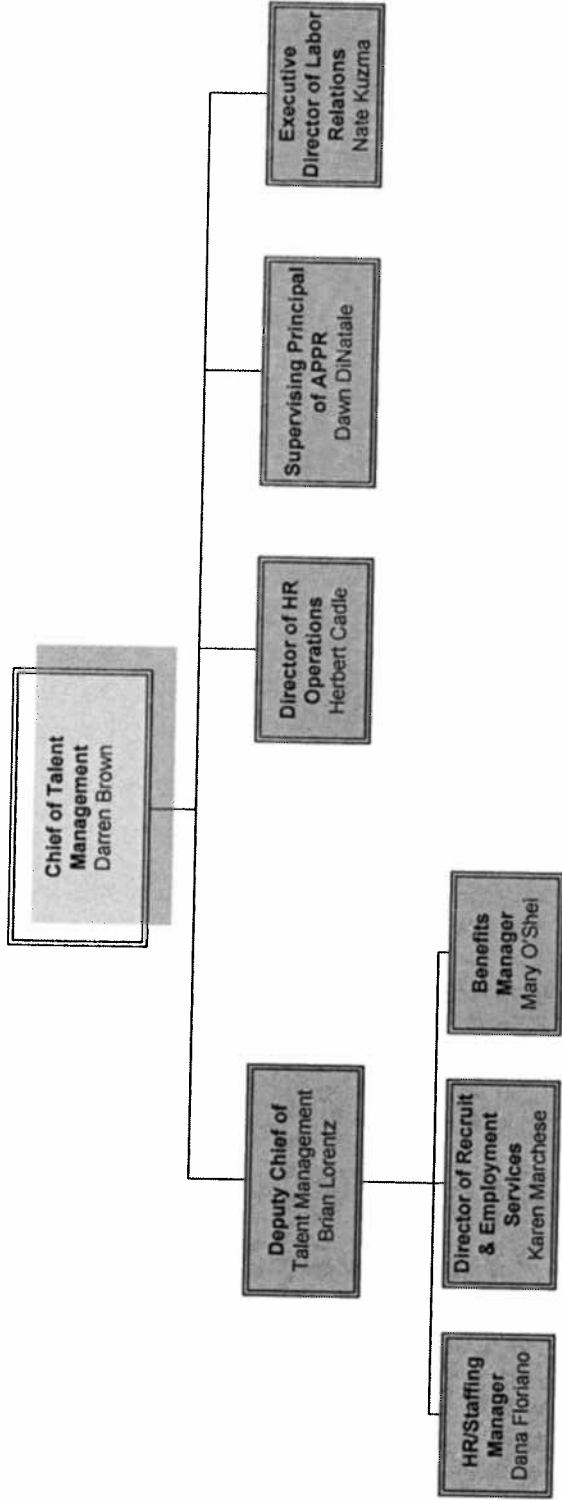 Chief of Talent
Management
Darren Brown
Deputy Chief of
Talent Management
Brian Lorentz
Director of HR
Operations
Herbert Cadle
Supervising Principal
of APPR
Dawn DiNatale
Executive
Director of Labor
Relations
Nate Kuzma
HR/Staffing
Manager
Dana Floriano
Director of Recruit
& Employment
Services
Karen Marchese
Benefits
Manager
Mary O'Shei